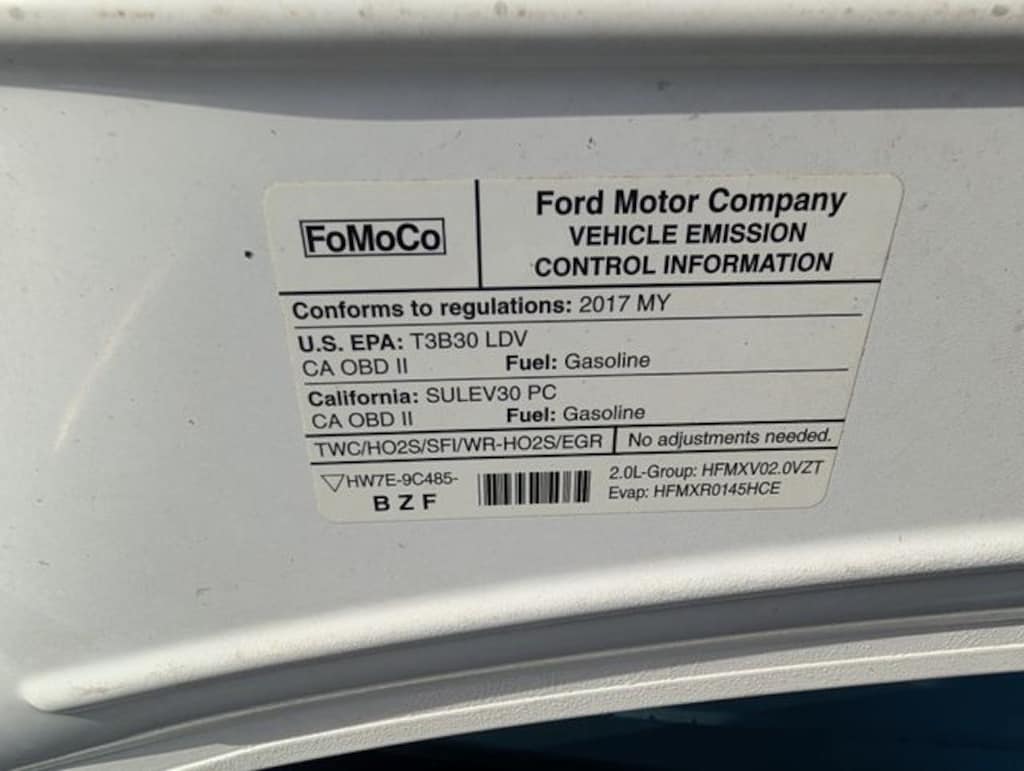 FoMoCo
Ford Motor Company
VEHICLE EMISSION
CONTROL INFORMATION
Conforms to regulations: 2017 MY
U.S. EPA: T3B30 LDV
CA OBD II Fuel: Gasoline
California: SULEV30 PC
CA OBD II Fuel: Gasoline
TWC/HO2S/SFI/WR-HO2S/EGR No adjustments needed.
HW7E-9C485-
B Z F
2.0L-Group: HFMXV02.0VZT
Evap: HFMXR0145HCE